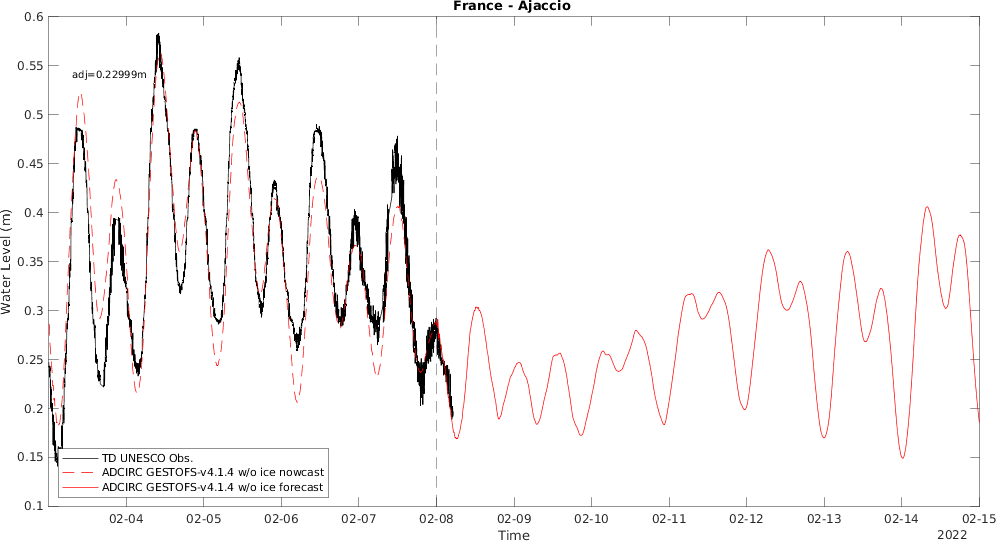 France - Ajaccio
0.6
0.55
0.5
0.45
0.4
0.35
0.3
0.25
0.2
0.15
0.1
Water Level (m)
adj=0.22999m
TD UNESCO Obs.
ADCIRC GESTOFS-v4.1.4 w/o ice nowcast
ADCIRC GESTOFS-v4.1.4 w/o ice forecast
02-04 02-05 02-06 02-07 02-08 02-09 02-10 02-11 02-12 02-13 02-14 02-15
Time
2022